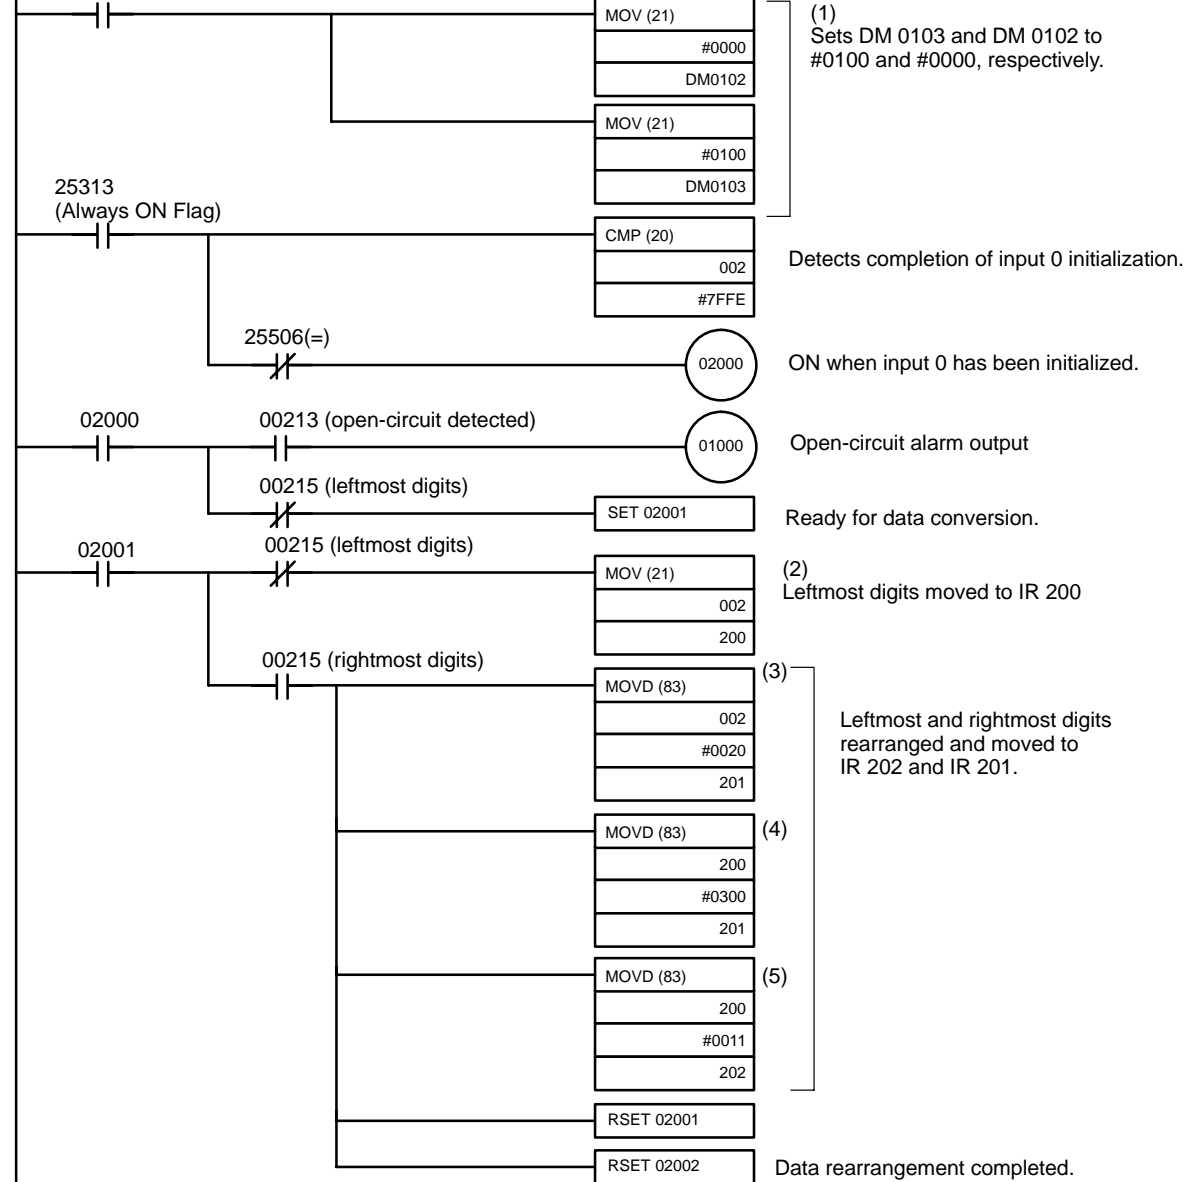 MOV (21)
#0000
DM0102
(1)
Sets DM 0103 and DM 0102 to
#0100 and #0000, respectively.
MOV (21)
#0100
DM0103
25313
(Always ON Flag)
CMP (20)
002
#7FFE
Detects completion of input 0 initialization.
25506(=)
02000
ON when input 0 has been initialized.
02000
00213 (open-circuit detected)
01000
Open-circuit alarm output
00215 (leftmost digits)
SET 02001
Ready for data conversion.
02001
00215 (leftmost digits)
MOV (21)
002
200
(2)
Leftmost digits moved to IR 200
00215 (rightmost digits)
MOVD (83)
002
#0020
201
(3)
Leftmost and rightmost digits
rearranged and moved to
IR 202 and IR 201.
MOVD (83)
200
#0300
201
(4)
MOVD (83)
200
#0011
202
(5)
RSET 02001
RSET 02002
Data rearrangement completed.